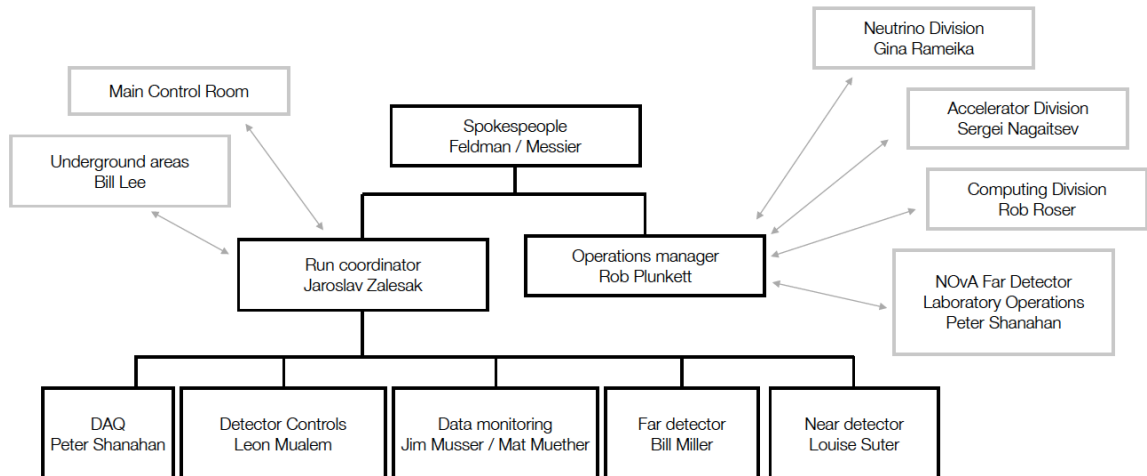 Neutrino Division
Gina Rameika
Main Control Room
Accelerator Division
Sergei Nagaitsev
Spokespeople
Feldman / Messier
Underground areas
Bill Lee
Computing Division
Rob Roser
Run coordinator
Jaroslav Zalesak
Operations manager
Rob Plunkett
NOvA Far Detector
Laboratory Operations
Peter Shanahan
DAQ
Peter Shanahan
Detector Controls
Leon Mualem
Data monitoring
Jim Musser / Mat Muether
Far detector
Bill Miller
Near detector
Louise Suter